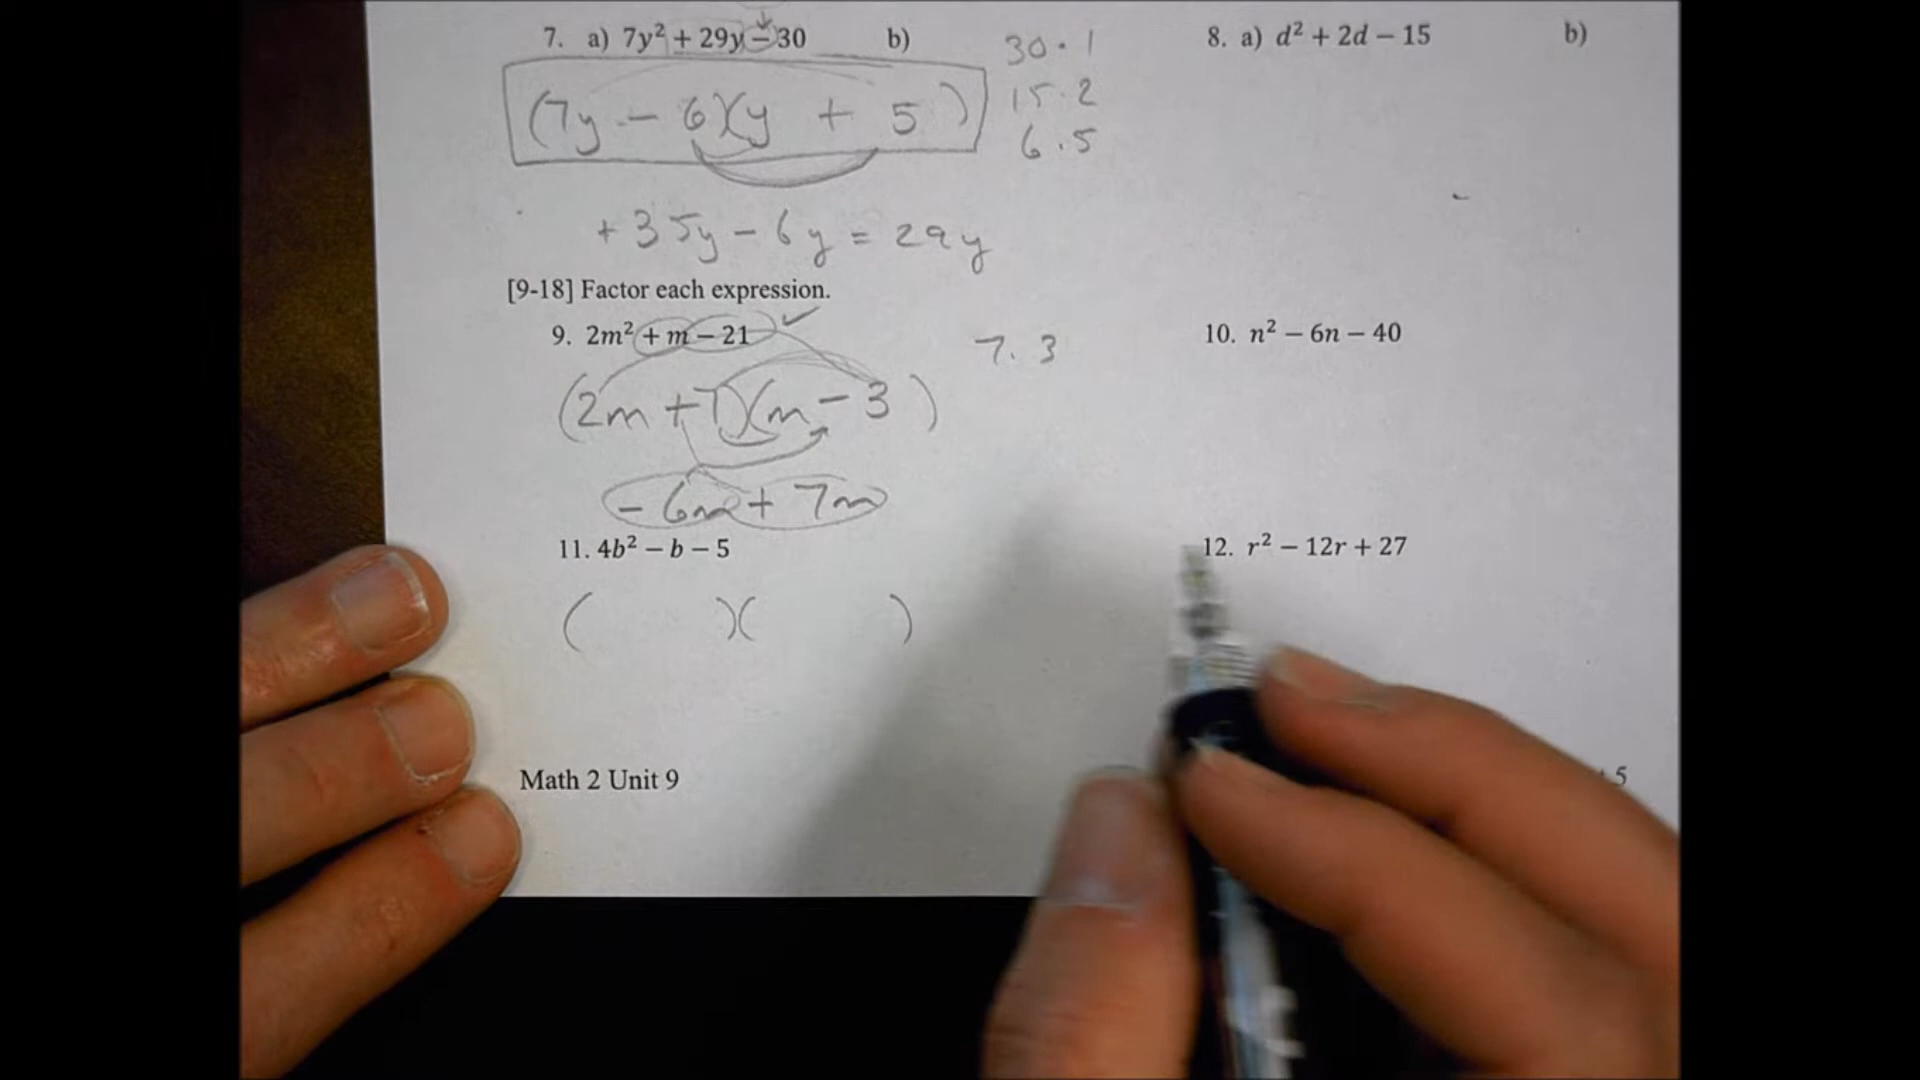 7. a) 7y² + 29y − 30 b)
30 · 1
15 · 2
6 · 5
(7y − 6)(y + 5)
+ 35y − 6y = 29y
8. a) d² + 2d − 15 b)
[9-18] Factor each expression.
9. 2m² + m − 21 ✓
7 · 3
(2m + 7)(m − 3)
− 6m + 7m
10. n² − 6n − 40
11. 4b² − b − 5
( )( )
12. r² − 12r + 27
Math 2 Unit 9
5